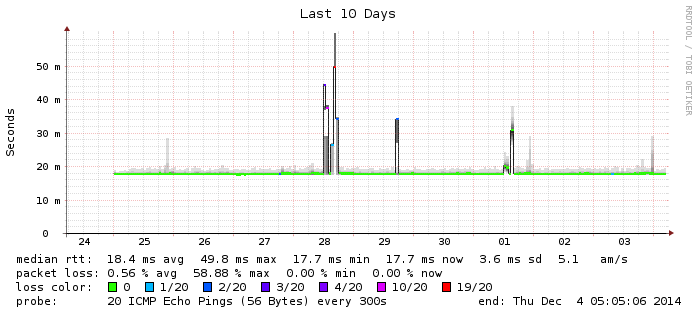 Last 10 Days
RRDTOOL / TOBI OETIKER
Seconds
50 m
40 m
30 m
20 m
10 m
0
24 25 26 27 28 29 30 01 02 03
median rtt: 18.4 ms avg 49.8 ms max 17.7 ms min 17.7 ms now 3.6 ms sd 5.1 am/s
packet loss: 0.56 % avg 58.88 % max 0.00 % min 0.00 % now
loss color: 0 1/20 2/20 3/20 4/20 10/20 19/20
probe: 20 ICMP Echo Pings (56 Bytes) every 300s end: Thu Dec 4 05:05:06 2014